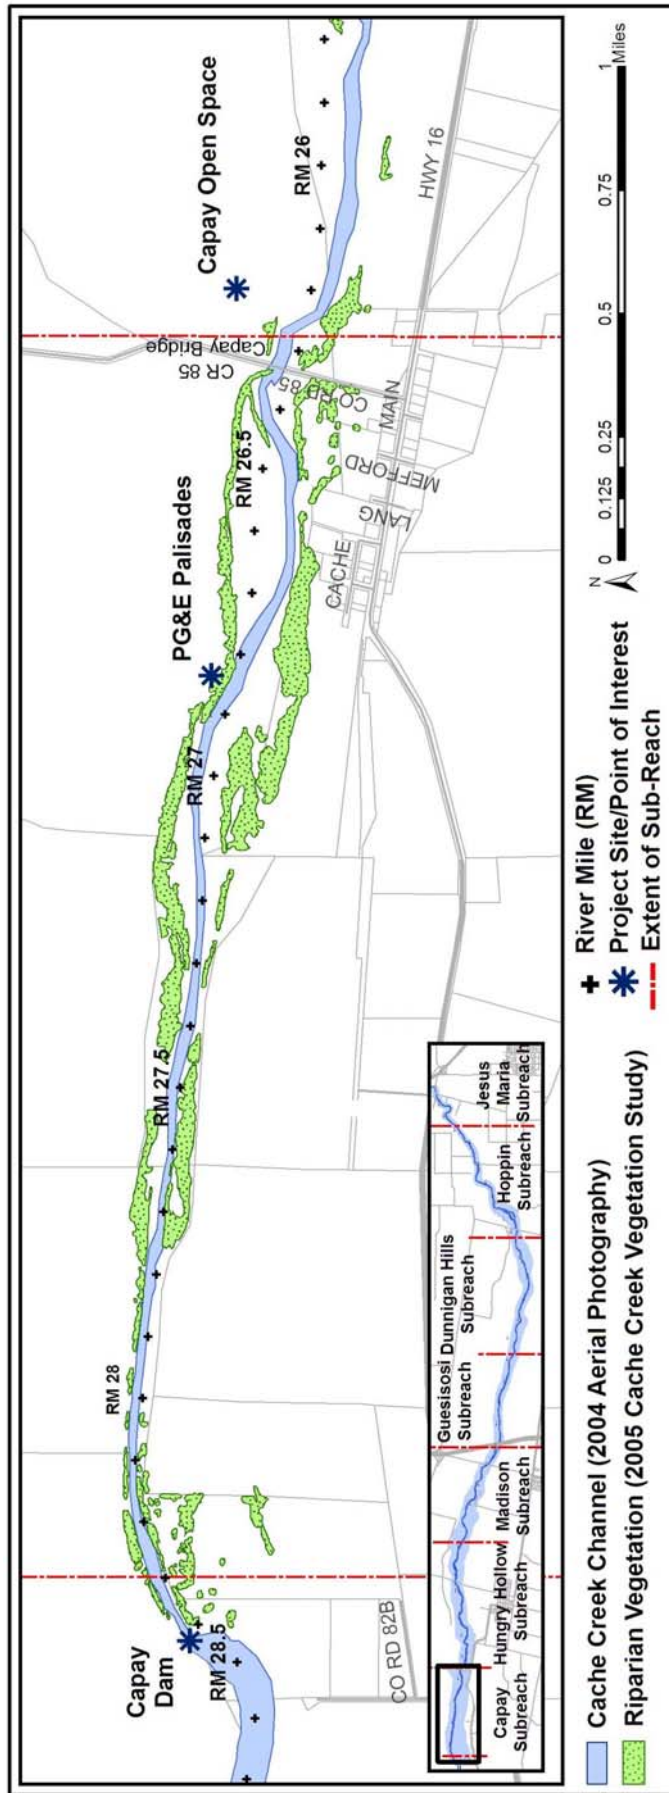 Capay Open Space
RM 26
HWY 16
CR 85
Capay Bridge
CO RD 85
MAIN
MEFFORD
LANG
CACHE
RM 26.5
PG&E Palisades
RM 27
RM 27.5
RM 28
Capay
Dam
RM 28.5
CO RD 82B
Capay
Subreach
Hungry Hollow
Subreach
Madison
Subreach
Guesisosi
Subreach
Dunnigan Hills
Subreach
Hoppin
Subreach
Jesus
Maria
Subreach
Cache Creek Channel (2004 Aerial Photography)
Riparian Vegetation (2005 Cache Creek Vegetation Study)
River Mile (RM)
Project Site/Point of Interest
Extent of Sub-Reach
N
0 0.125 0.25 0.5 0.75 1
Miles